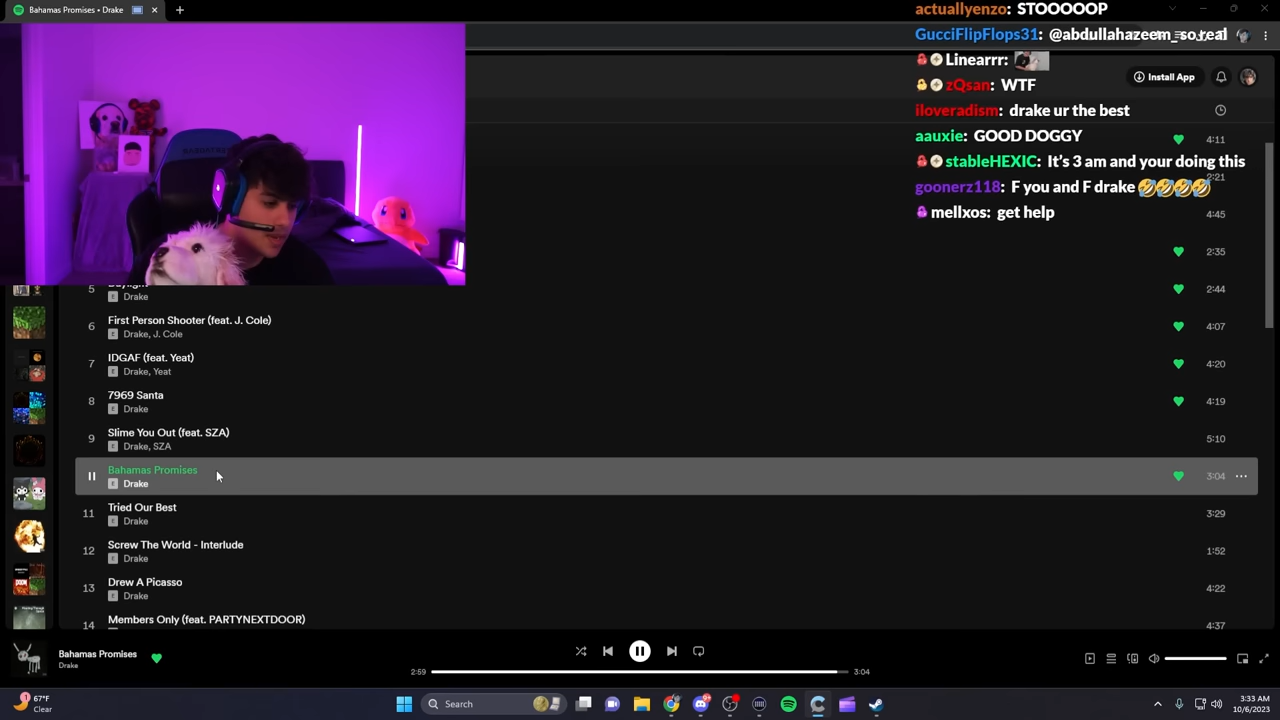 Bahamas Promises • Drake
actuallyenzo: STOOOOOP
GucciFlipFlops31: @abdullahazeem_so real
Linearrr:
zQsan: WTF
iloveradism: drake ur the best
aauxie: GOOD DOGGY
stableHEXIC: It's 3 am and your doing this
goonerz118: F you and F drake 🤣🤣🤣🤣
mellxos: get help
Install App
4:11
2:21
4:45
2:35
5
E Drake
2:44
6 First Person Shooter (feat. J. Cole)
E Drake, J. Cole
4:07
7 IDGAF (feat. Yeat)
E Drake, Yeat
4:20
8 7969 Santa
E Drake
4:19
9 Slime You Out (feat. SZA)
E Drake, SZA
5:10
Bahamas Promises
E Drake
3:04
11 Tried Our Best
E Drake
3:29
12 Screw The World - Interlude
E Drake
1:52
13 Drew A Picasso
E Drake
4:22
14 Members Only (feat. PARTYNEXTDOOR)
4:37
Bahamas Promises
Drake
2:59
3:04
67°F
Clear
Search
3:33 AM
10/6/2023